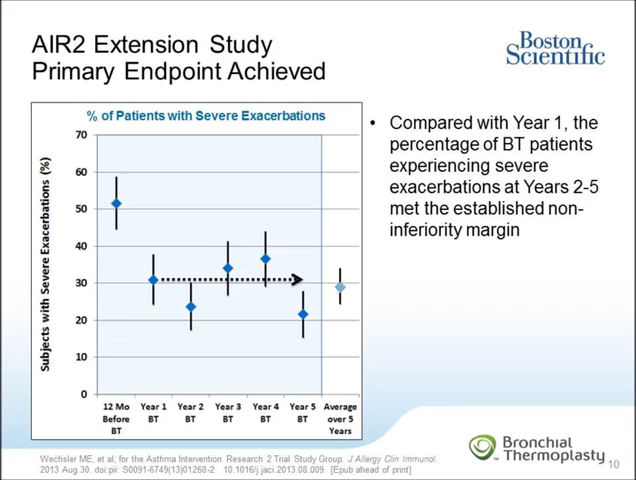 AIR2 Extension Study
Primary Endpoint Achieved
Boston
Scientific
% of Patients with Severe Exacerbations
Subjects with Severe Exacerbations (%)
70
60
50
40
30
20
10
0
12 Mo Before BT
Year 1 BT
Year 2 BT
Year 3 BT
Year 4 BT
Year 5 BT
Average over 5 Years
• Compared with Year 1, the
percentage of BT patients
experiencing severe
exacerbations at Years 2-5
met the established non-
inferiority margin
Wechsler ME, et al; for the Asthma Intervention Research 2 Trial Study Group. J Allergy Clin Immunol.
2013 Aug 30. doi:pii: S0091-6749(13)01268-2. 10.1016/j.jaci.2013.08.009. [Epub ahead of print]
Bronchial
Thermoplasty
10